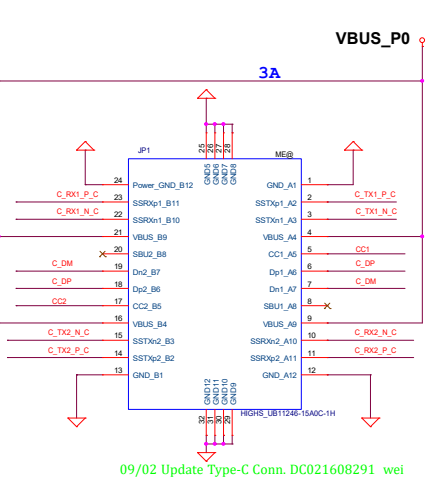 VBUS_P0
3A
JP1
ME@
25 26 27 28
GND5 GND6 GND7 GND8
24 Power_GND_B12 GND_A1 1
C_RX1_P_C 23 SSRXp1_B11 SSTXp1_A2 2 C_TX1_P_C
C_RX1_N_C 22 SSRXn1_B10 SSTXn1_A3 3 C_TX1_N_C
21 VBUS_B9 VBUS_A4 4
20 SBU2_B8 CC1_A5 5 CC1
C_DM 19 Dn2_B7 Dp1_A6 6 C_DP
C_DP 18 Dp2_B6 Dn1_A7 7 C_DM
CC2 17 CC2_B5 SBU1_A8 8
16 VBUS_B4 VBUS_A9 9
C_TX2_N_C 15 SSTXn2_B3 SSRXn2_A10 10 C_RX2_N_C
C_TX2_P_C 14 SSTXp2_B2 SSRXp2_A11 11 C_RX2_P_C
13 GND_B1 GND_A12 12
GND12 GND11 GND10 GND9
32 31 30 29
HIGHS_UB11246-15A0C-1H
09/02 Update Type-C Conn. DC021608291 wei